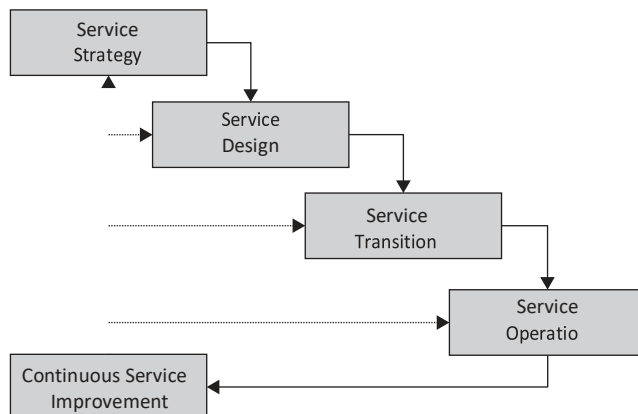 Service
Strategy
Service
Design
Service
Transition
Service
Operatio
Continuous Service
Improvement